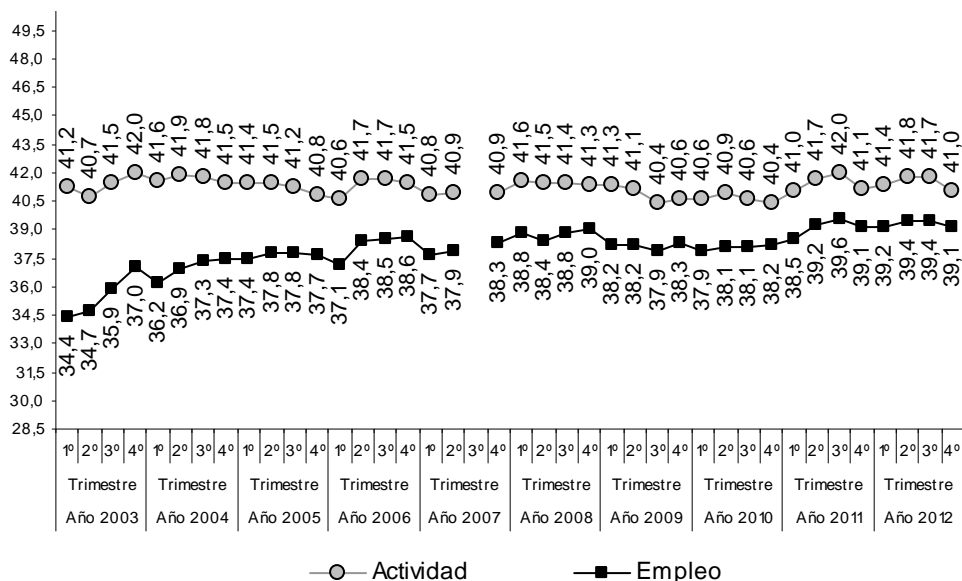 49,5
48,0
46,5
45,0
43,5
42,0
40,5
39,0
37,5
36,0
34,5
33,0
31,5
30,0
28,5
41,2 40,7 41,5 42,0 41,6 41,9 41,8 41,5 41,4 41,5 41,2 40,8 40,6 41,7 41,7 41,5 40,8 40,9 40,9 41,6 41,5 41,4 41,3 41,3 41,1 40,4 40,6 40,6 40,9 40,6 40,4 41,0 41,7 42,0 41,1 41,4 41,8 41,7 41,0
34,4 34,7 35,9 37,0 36,2 36,9 37,3 37,4 37,4 37,8 37,8 37,7 37,1 38,4 38,5 38,6 37,7 37,9 38,3 38,8 38,4 38,8 39,0 38,2 38,2 37,9 38,3 37,9 38,1 38,1 38,2 38,5 39,2 39,6 39,1 39,2 39,4 39,4 39,1
1º 2º 3º 4º 1º 2º 3º 4º 1º 2º 3º 4º 1º 2º 3º 4º 1º 2º 3º 4º 1º 2º 3º 4º 1º 2º 3º 4º 1º 2º 3º 4º 1º 2º 3º 4º 1º 2º 3º 4º
Trimestre Trimestre Trimestre Trimestre Trimestre Trimestre Trimestre Trimestre Trimestre Trimestre
Año 2003 Año 2004 Año 2005 Año 2006 Año 2007 Año 2008 Año 2009 Año 2010 Año 2011 Año 2012
Actividad Empleo